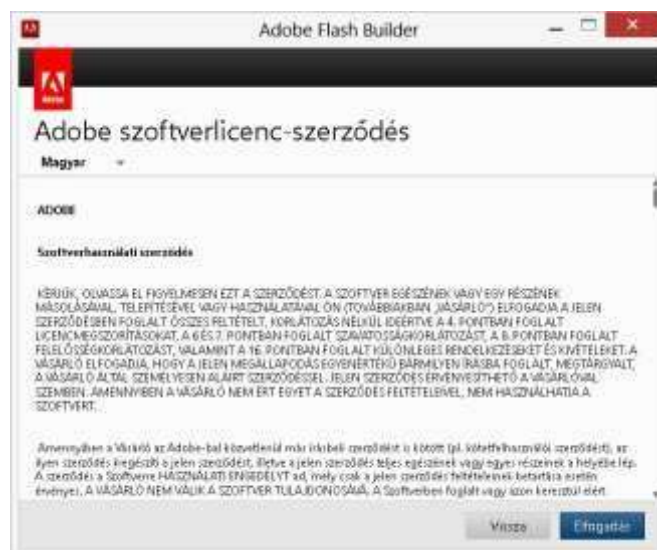 Adobe Flash Builder
Adobe
Adobe szoftverlicenc-szerződés
Magyar
ADOBE
Szoftverhasználati szerződés
KÉRJÜK, OLVASSA EL FIGYELMESEN EZT A SZERZŐDÉST. A SZOFTVER EGÉSZÉNEK VAGY EGY RÉSZÉNEK
MÁSOLÁSÁVAL, TELEPÍTÉSÉVEL VAGY HASZNÁLATÁVAL ÖN (TOVÁBBIAKBAN „VÁSÁRLÓ”) ELFOGADJA A JELEN
SZERZŐDÉSBEN FOGLALT ÖSSZES FELTÉTELT, KORLÁTOZÁS NÉLKÜL IDEÉRTVE A 4. PONTBAN FOGLALT
LICENCMEGSZORÍTÁSOKAT, A 6 ÉS 7. PONTBAN FOGLALT SZAVATOSSÁGKORLÁTOZÁST, A 8. PONTBAN FOGLALT
FELELŐSSÉGKORLÁTOZÁST, VALAMINT A 16. PONTBAN FOGLALT KÜLÖNLEGES RENDELKEZÉSEKET ÉS KIVÉTELEKET. A
VÁSÁRLÓ ELFOGADJA, HOGY A JELEN MEGÁLLAPODÁS EGYENÉRTÉKŰ BÁRMILYEN ÍRÁSBA FOGLALT, MEGTÁRGYALT,
A VÁSÁRLÓ ÁLTAL SZEMÉLYESEN ALÁÍRT SZERZŐDÉSSEL. JELEN SZERZŐDÉS ÉRVÉNYESÍTHETŐ A VÁSÁRLÓVAL
SZEMBEN. AMENNYIBEN A VÁSÁRLÓ NEM ÉRT EGYET A SZERZŐDÉS FELTÉTELEIVEL, NEM HASZNÁLHATJA A
SZOFTVERT.
Amennyiben a Vásárló az Adobe-bal közvetlenül más írásbeli szerződést is kötött (pl. kötetfelhasználói szerződést), az
ilyen szerződés kiegészíti a jelen szerződést, illetve a jelen szerződés teljes egészének vagy egyes részeinek a helyébe lép.
A szerződés a Szoftverre HASZNÁLATI ENGEDÉLYT ad, mely csak a jelen szerződés feltételeinek betartása esetén
érvényes. A VÁSÁRLÓ NEM VÁLIK A SZOFTVER TULAJDONOSÁVÁ. A Szoftverben foglalt vagy azon keresztül elért
Vissza
Elfogadás